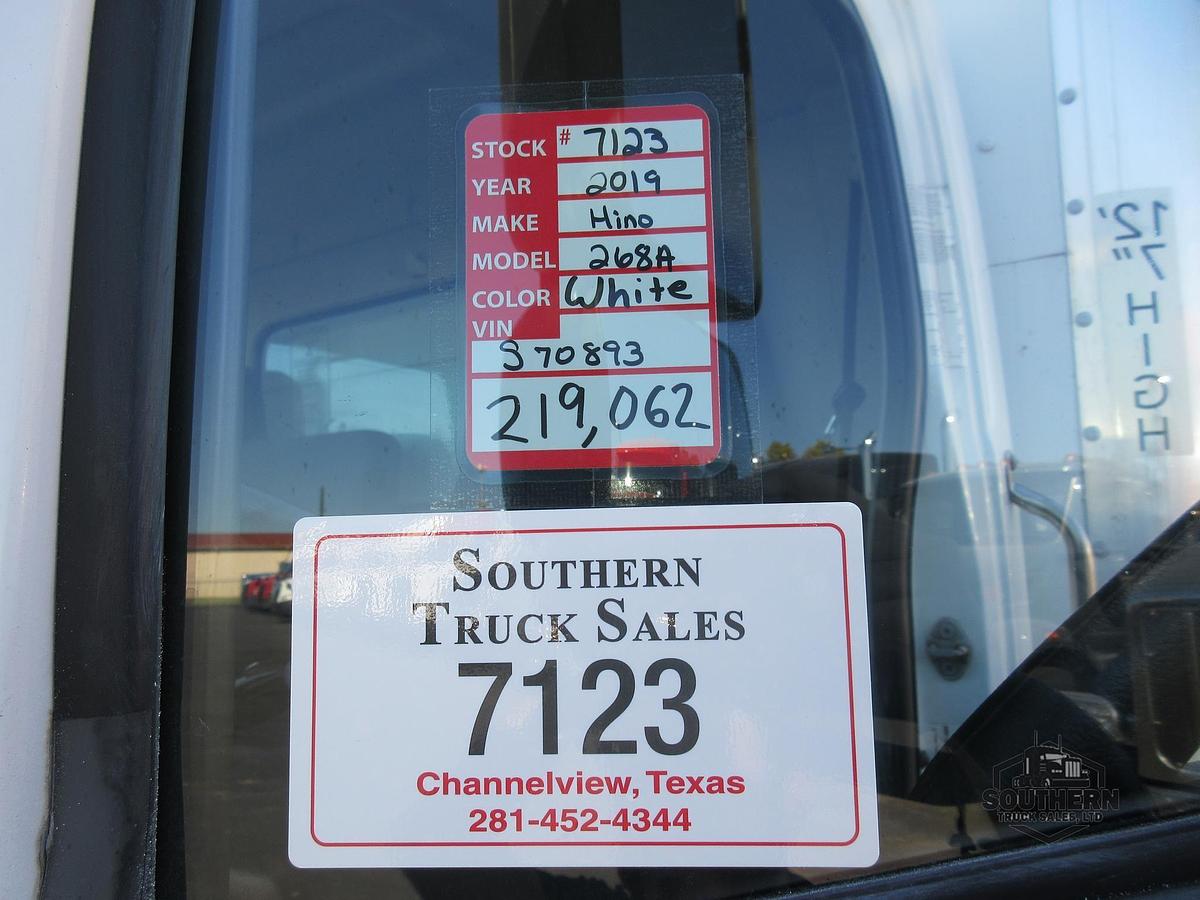 STOCK # 7123
YEAR 2019
MAKE Hino
MODEL 268A
COLOR White
VIN
S70893
219,062
SOUTHERN
TRUCK SALES
7123
Channelview, Texas
281-452-4344
12' 7" HIGH
SOUTHERN
TRUCK SALES, LTD